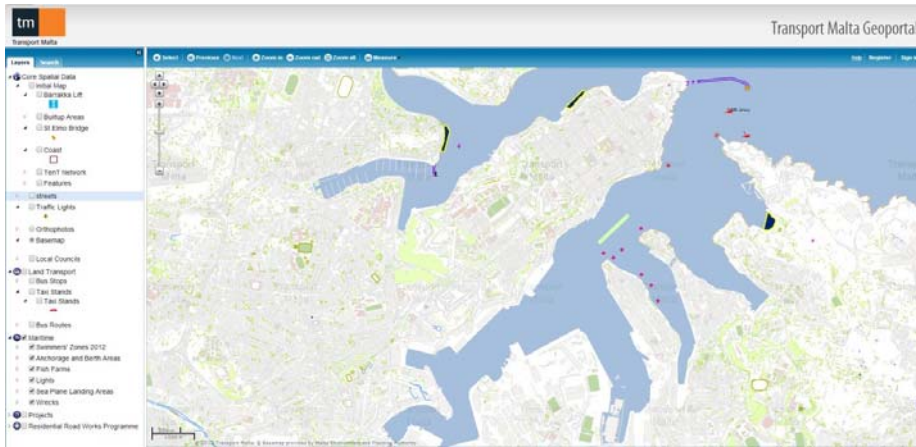 tm
Transport Malta
Transport Malta Geoportal
Layers Search
Select Previous Next Zoom in Zoom out Zoom all Measure
Help Register Sign
Core Spatial Data
Initial Map
Barrakka Lift
Builtup Areas
St Elmo Bridge
Coast
TenT Network
Features
streets
Traffic Lights
Orthophotos
Basemap
Local Councils
Land Transport
Bus Stops
Taxi Stands
Taxi Stands
Bus Routes
Maritime
Swimmers' Zones 2012
Anchorage and Berth Areas
Fish Farms
Lights
Sea Plane Landing Areas
Wrecks
Projects
Residential Road Works Programme